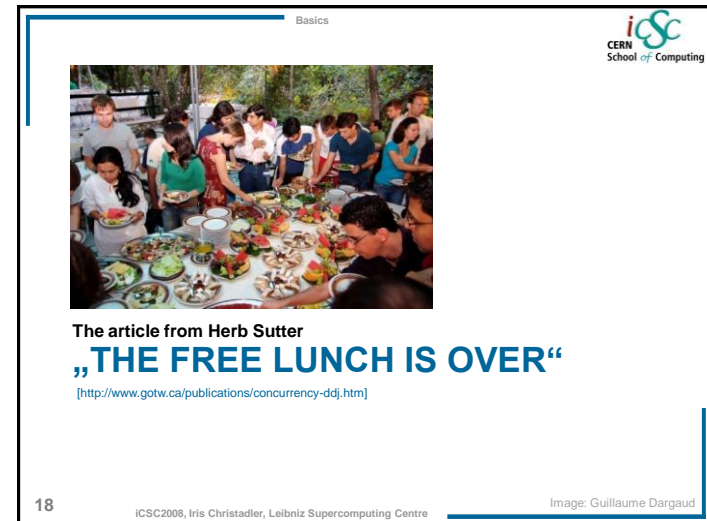 Basics
iCSC
CERN
School of Computing
The article from Herb Sutter
„THE FREE LUNCH IS OVER“
[http://www.gotw.ca/publications/concurrency-ddj.htm]
18
iCSC2008, Iris Christadler, Leibniz Supercomputing Centre
Image: Guillaume Dargaud